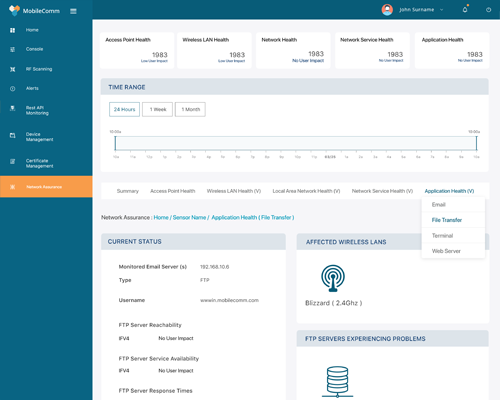 MobileComm
John Surname
Home
Console
RF Scanning
Alerts
Rest API
Monitoring
Device
Management
Certificate
Management
Network Assurance
Access Point Health
1983
Low User Impact
Wireless LAN Health
1983
Low User Impact
Network Health
1983
No User Impact
Network Service Health
1983
No User Impact
Application Health
1983
No User Impact
TIME RANGE
24 Hours
1 Week
1 Month
10:00a
10:00a
Summary
Access Point Health
Wireless LAN Health (V)
Local Area Network Health (V)
Network Service Health (V)
Application Health (V)
Email
File Transfer
Terminal
Web Server
Network Assurance : Home / Sensor Name / Application Health ( File Transfer )
CURRENT STATUS
Monitored Email Server (s) 192.168.10.6
Type FTP
Username wwwin.mobilecomm.com
FTP Server Reachability
IFV4 No User Impact
FTP Server Service Availability
IFV4 No User Impact
FTP Server Response Times
AFFECTED WIRELESS LANS
Blizzard ( 2.4Ghz )
FTP SERVERS EXPERIENCING PROBLEMS